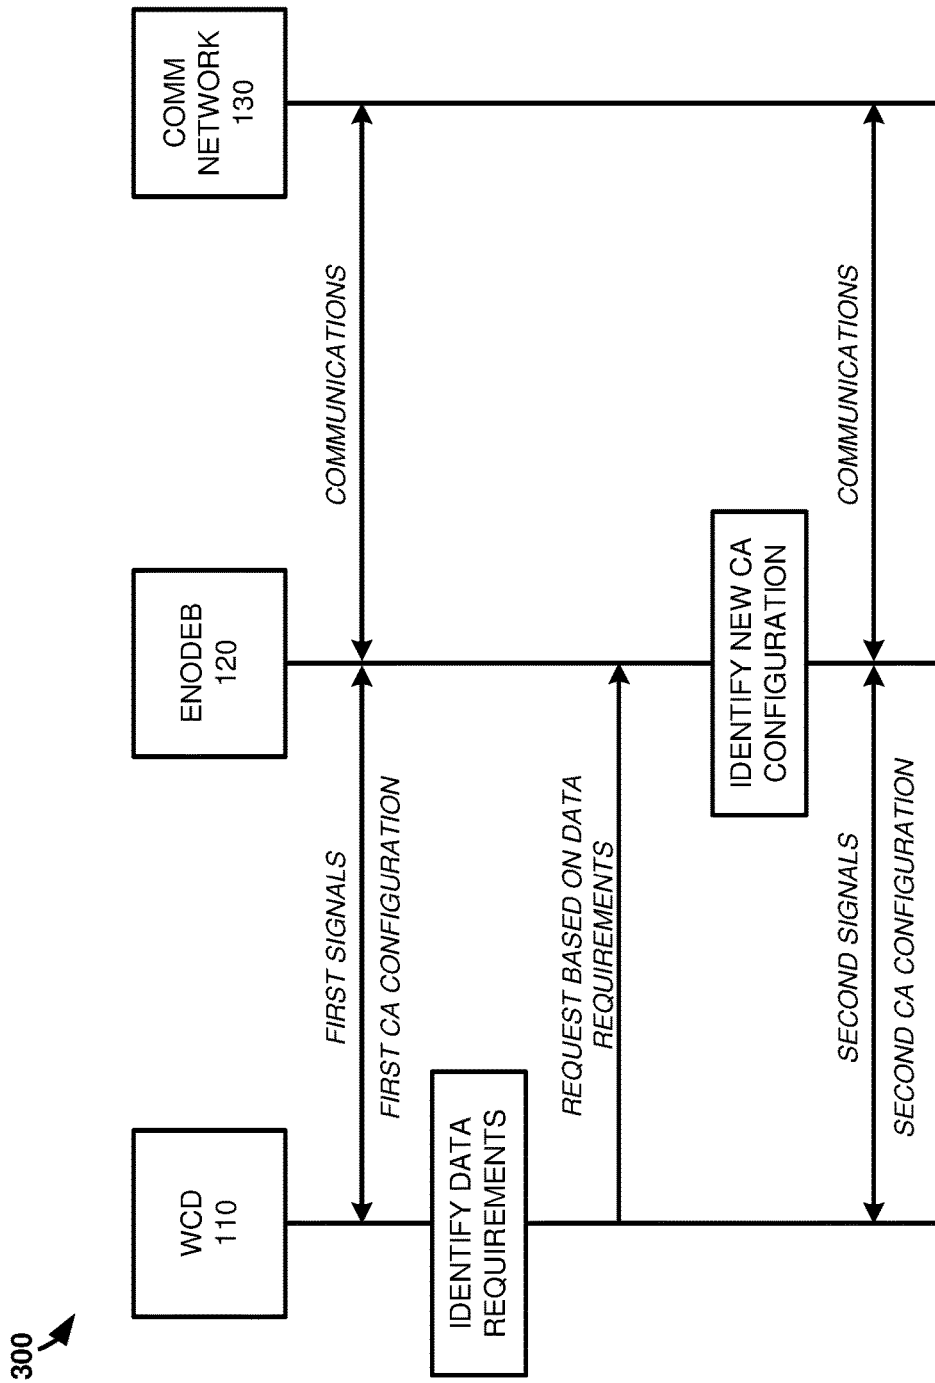 300
WCD
110
ENODEB
120
COMM
NETWORK
130
FIRST SIGNALS
FIRST CA CONFIGURATION
COMMUNICATIONS
IDENTIFY DATA
REQUIREMENTS
REQUEST BASED ON DATA
REQUIREMENTS
IDENTIFY NEW CA
CONFIGURATION
SECOND SIGNALS
SECOND CA CONFIGURATION
COMMUNICATIONS